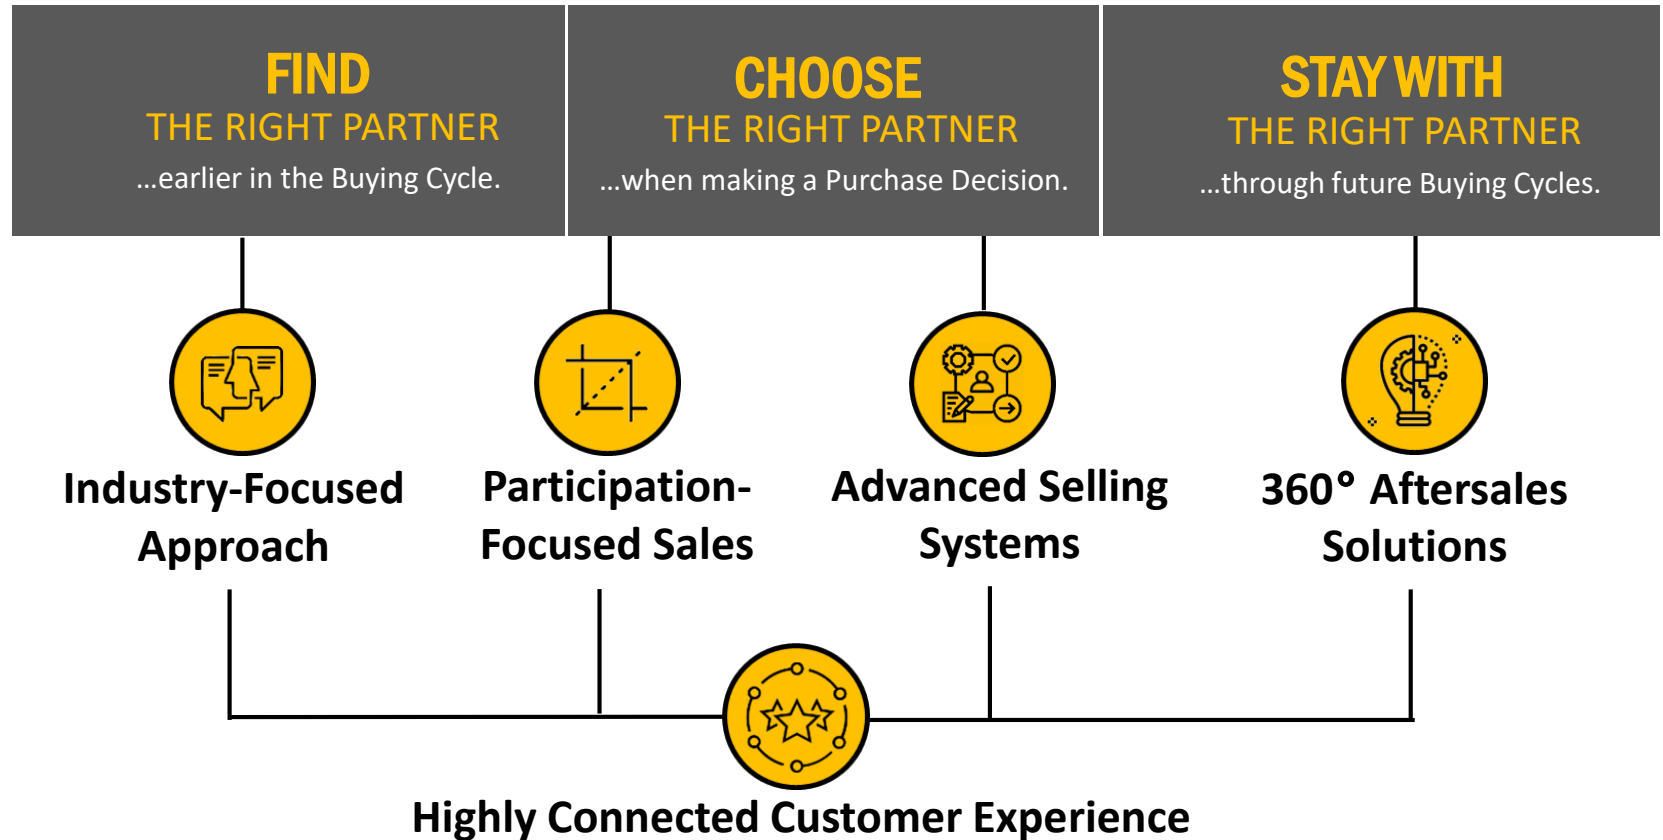 FIND
THE RIGHT PARTNER
...earlier in the Buying Cycle.
CHOOSE
THE RIGHT PARTNER
...when making a Purchase Decision.
STAY WITH
THE RIGHT PARTNER
...through future Buying Cycles.
Industry-Focused
Approach
Participation-
Focused Sales
Advanced Selling
Systems
360° Aftersales
Solutions
Highly Connected Customer Experience